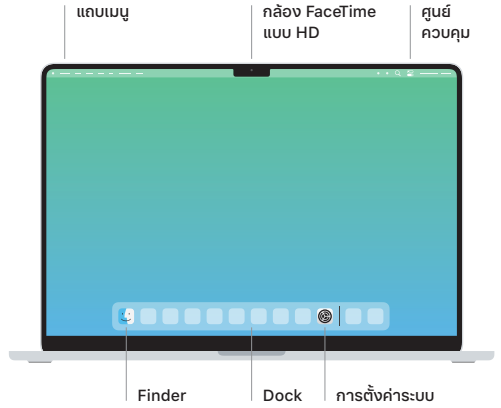 แถบเมนู
กล้อง FaceTime
แบบ HD
ศูนย์
ควบคุม
Finder
Dock
การตั้งค่าระบบ